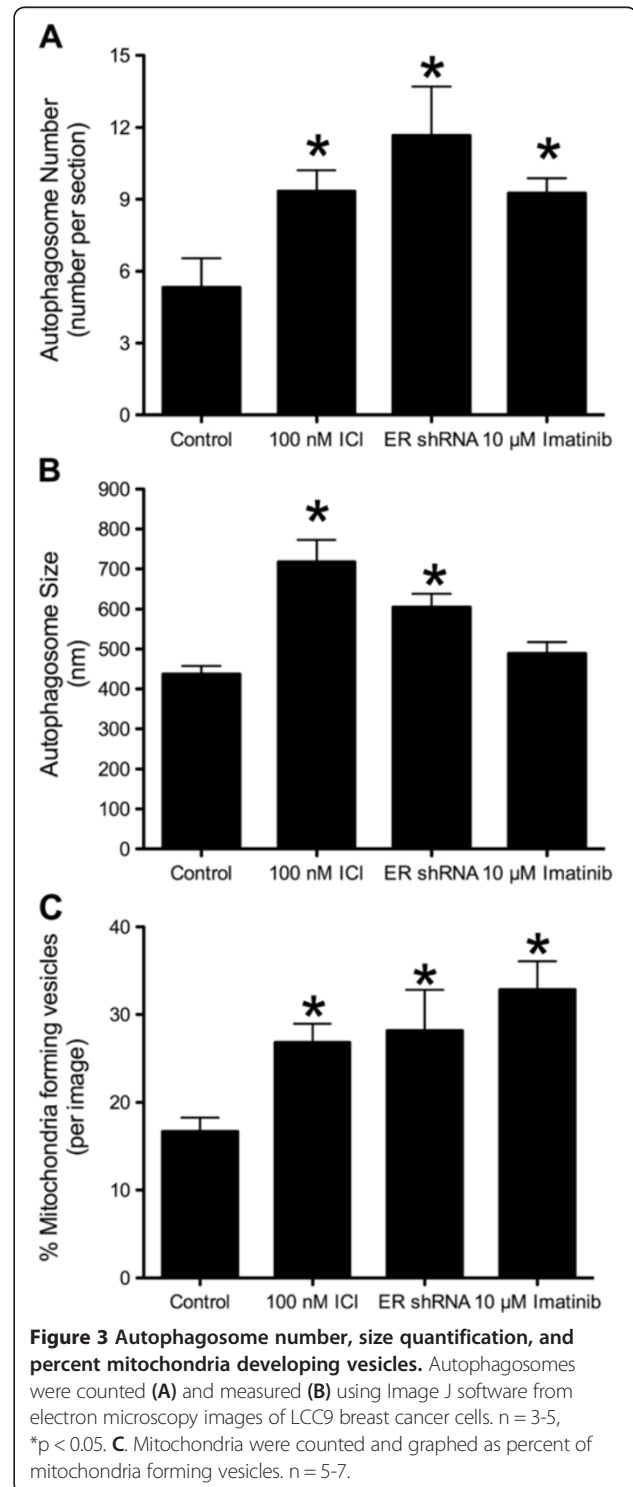 A
Autophagosome Number
(number per section)
15
12
9
6
3
0
*
*
*
Control
100 nM ICI
ER shRNA
10 µM Imatinib
B
Autophagosome Size
(nm)
900
800
700
600
500
400
300
200
100
0
*
*
Control
100 nM ICI
ER shRNA
10 µM Imatinib
C
% Mitochondria forming vesicles
(per image)
40
30
20
10
0
*
*
*
Control
100 nM ICI
ER shRNA
10 µM Imatinib
Figure 3 Autophagosome number, size quantification, and
percent mitochondria developing vesicles. Autophagosomes
were counted (A) and measured (B) using Image J software from
electron microscopy images of LCC9 breast cancer cells. n = 3-5,
*p < 0.05. C. Mitochondria were counted and graphed as percent of
mitochondria forming vesicles. n = 5-7.